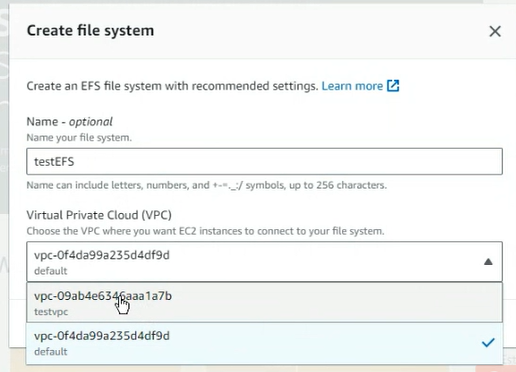 Create file system
Create an EFS file system with recommended settings. Learn more
Name - optional
Name your file system.
testEFS
Name can include letters, numbers, and +-=._:/ symbols, up to 256 characters.
Virtual Private Cloud (VPC)
Choose the VPC where you want EC2 instances to connect to your file system.
vpc-0f4da99a235d4df9d
default
vpc-09ab4e6346aaa1a7b
testvpc
vpc-0f4da99a235d4df9d
default